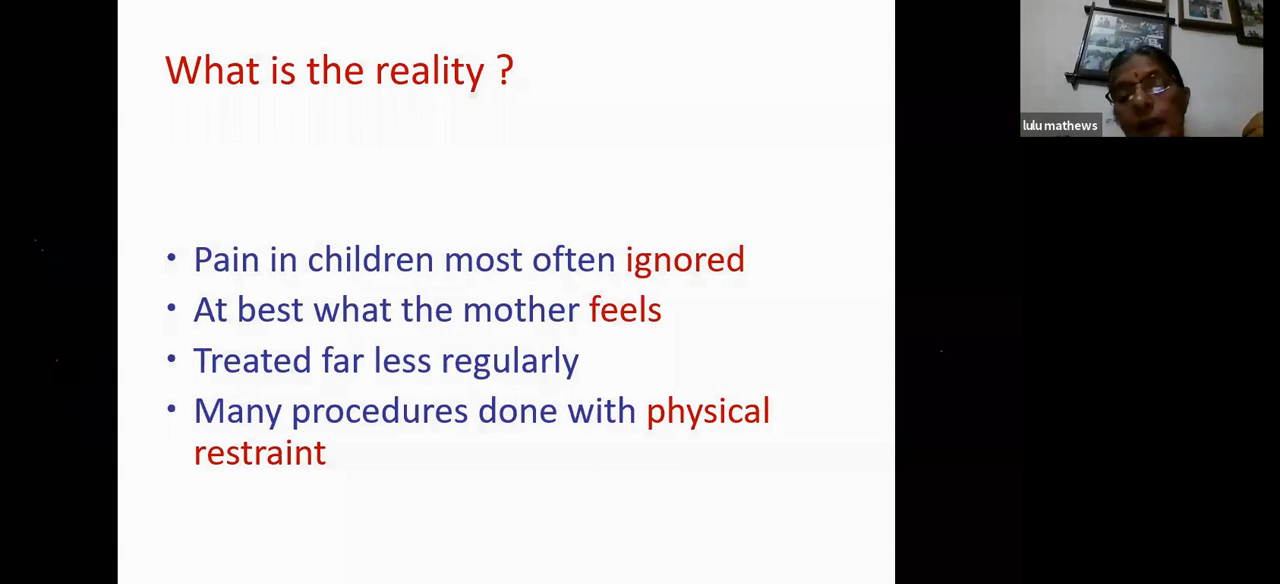 What is the reality ?
• Pain in children most often ignored
• At best what the mother feels
• Treated far less regularly
• Many procedures done with physical
restraint
lulu mathews